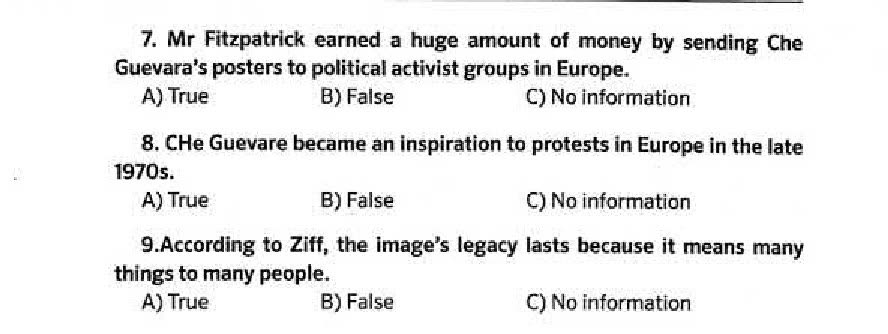 7. Mr Fitzpatrick earned a huge amount of money by sending Che
Guevara's posters to political activist groups in Europe.
A) True B) False C) No information
8. CHe Guevare became an inspiration to protests in Europe in the late
1970s.
A) True B) False C) No information
9.According to Ziff, the image's legacy lasts because it means many
things to many people.
A) True B) False C) No information